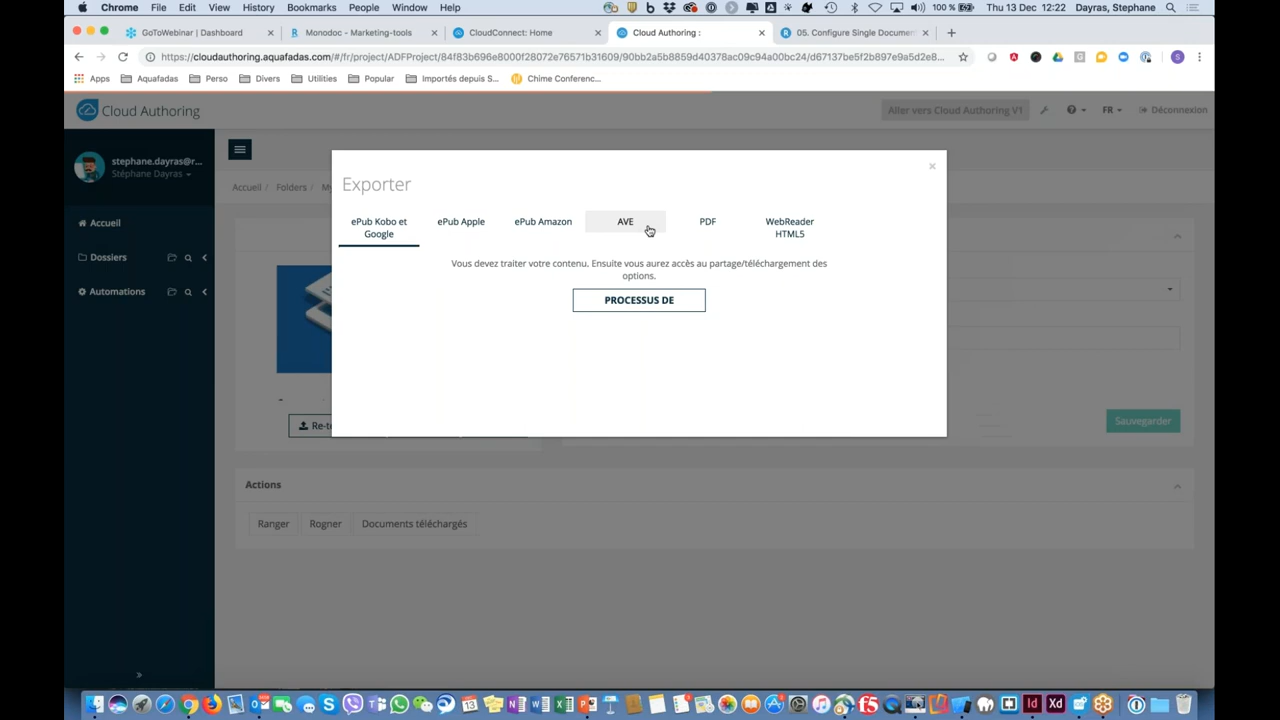 Chrome File Edit View History Bookmarks People Window Help 100 % Thu 13 Dec 12:22 Dayras, Stephane
GoToWebinar | Dashboard × Monodoc - Marketing-tools × CloudConnect: Home × Cloud Authoring : × 05. Configure Single Documen ×
https://cloudauthoring.aquafadas.com/#/fr/project/ADFProject/84f83b696e8000f28072e76571b31609/90bb2a5b8859d40378ac09c94a00bc24/d67137be5f2b897e9a5d2e8...
Apps Aquafadas Perso Divers Utilities Popular Importés depuis S... Chime Conferenc...
Cloud Authoring Aller vers Cloud Authoring V1 FR Déconnexion
stephane.dayras@r...
Stéphane Dayras
Accueil
Dossiers
Automations
Accueil / Folders / My
Exporter ×
ePub Kobo et Google
ePub Apple
ePub Amazon
AVE
PDF
WebReader HTML5
Vous devez traiter votre contenu. Ensuite vous aurez accès au partage/téléchargement des
options.
PROCESSUS DE
Re-t
Sauvegarder
Actions
Ranger Rogner Documents téléchargés